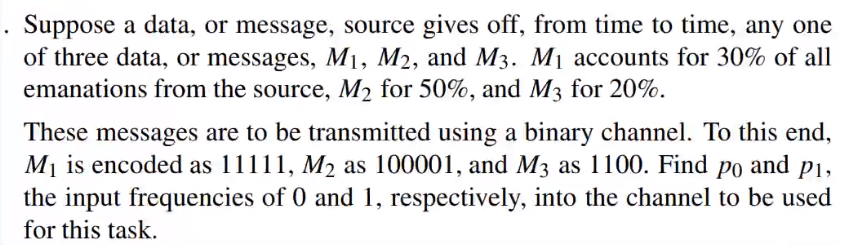 . Suppose a data, or message, source gives off, from time to time, any one
of three data, or messages, M₁, M₂, and M₃. M₁ accounts for 30% of all
emanations from the source, M₂ for 50%, and M₃ for 20%.
These messages are to be transmitted using a binary channel. To this end,
M₁ is encoded as 11111, M₂ as 100001, and M₃ as 1100. Find p₀ and p₁,
the input frequencies of 0 and 1, respectively, into the channel to be used
for this task.